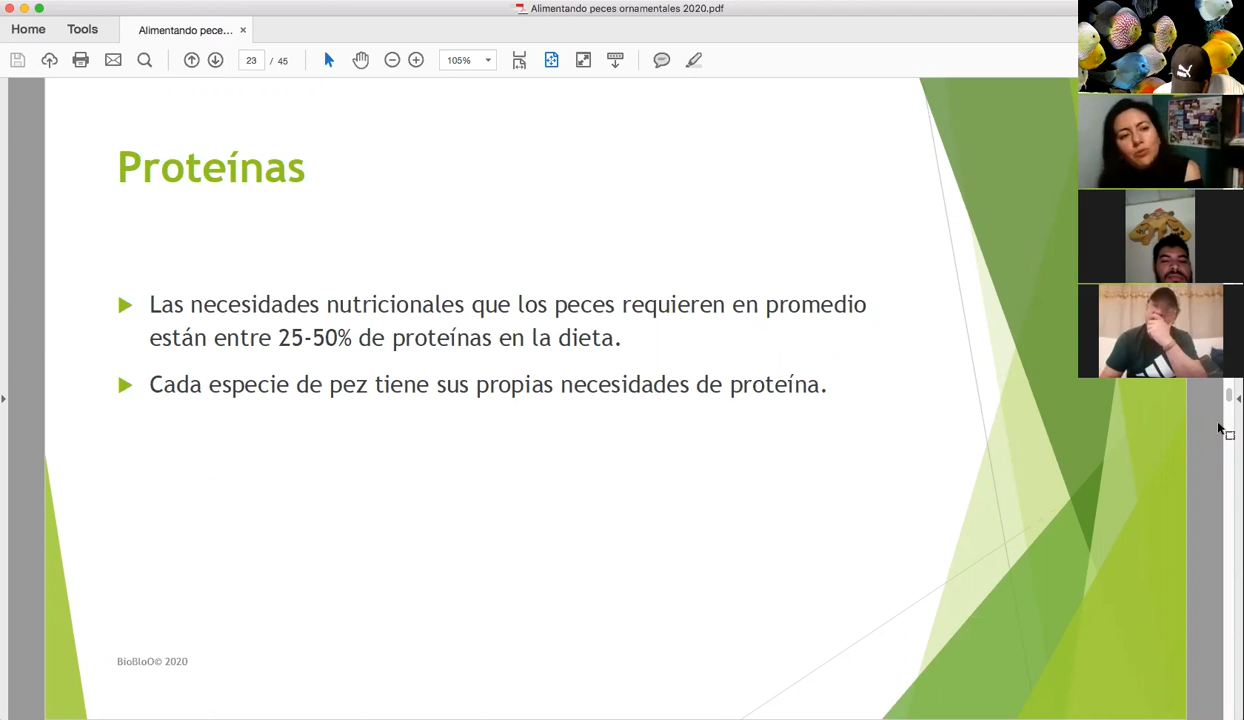 Alimentando peces ornamentales 2020.pdf
Home Tools Alimentando pece... ×
23 / 45 105%
Proteínas
Las necesidades nutricionales que los peces requieren en promedio
están entre 25-50% de proteínas en la dieta.
Cada especie de pez tiene sus propias necesidades de proteína.
BioBloO© 2020